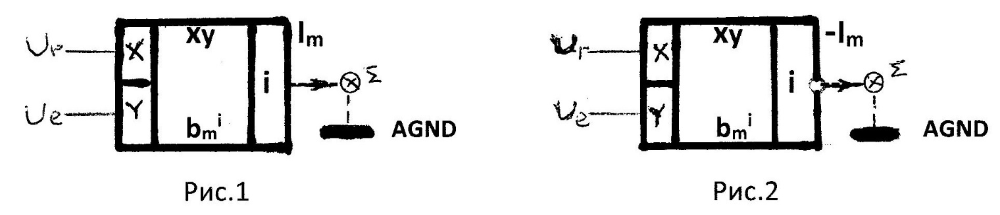 Xy Iₘ
Uᵣ X
i Σ
Uₑ Y
bₘⁱ AGND
Рис.1
Xy -Iₘ
Uᵣ X
i Σ
Uₑ Y
bₘⁱ AGND
Рис.2